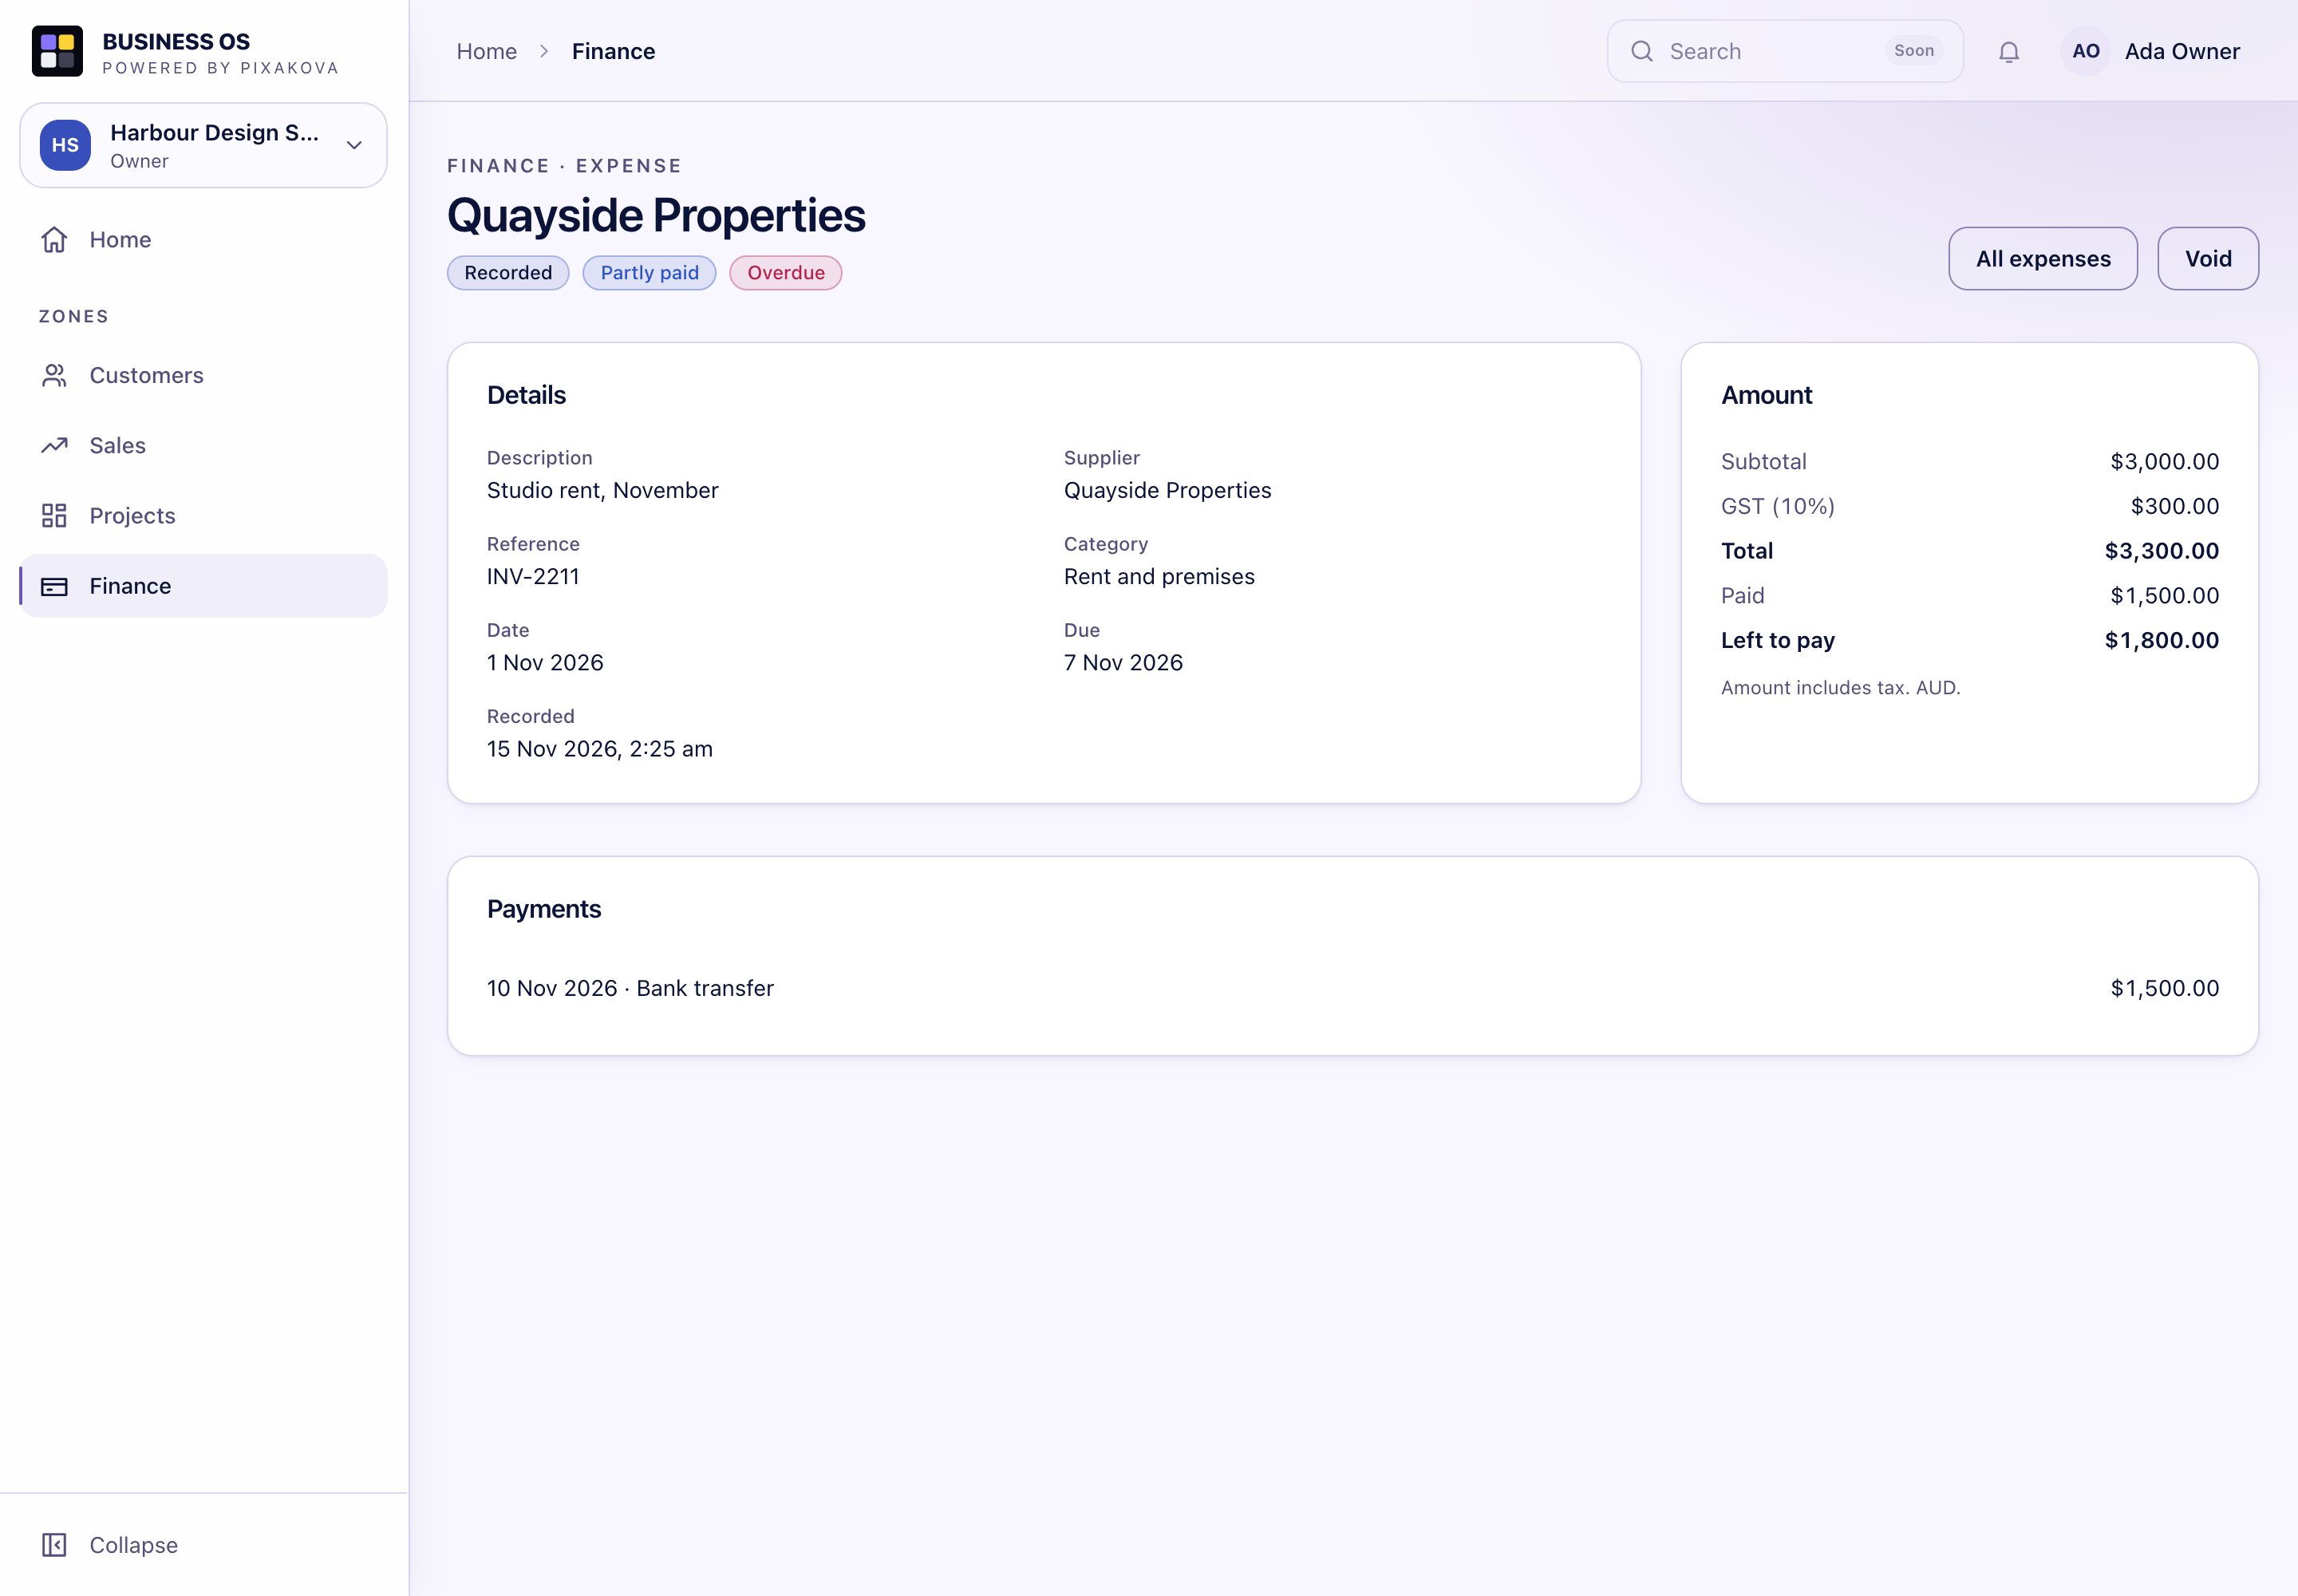 BUSINESS OS
POWERED BY PIXAKOVA
HS
Harbour Design S...
Owner
Home
ZONES
Customers
Sales
Projects
Finance
Collapse
Home > Finance
Search
Soon
AO
Ada Owner
FINANCE · EXPENSE
Quayside Properties
Recorded
Partly paid
Overdue
All expenses
Void
Details
Description
Studio rent, November
Supplier
Quayside Properties
Reference
INV-2211
Category
Rent and premises
Date
1 Nov 2026
Due
7 Nov 2026
Recorded
15 Nov 2026, 2:25 am
Amount
Subtotal $3,000.00
GST (10%) $300.00
Total $3,300.00
Paid $1,500.00
Left to pay $1,800.00
Amount includes tax. AUD.
Payments
10 Nov 2026 · Bank transfer $1,500.00